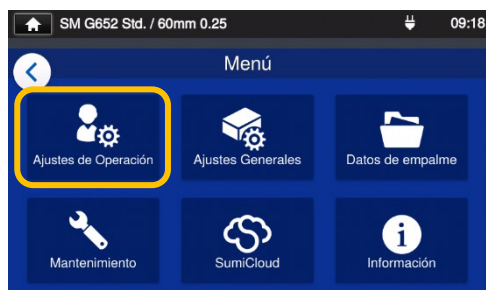 SM G652 Std. / 60mm 0.25 09:18
Menú
Ajustes de Operación Ajustes Generales Datos de empalme
Mantenimiento SumiCloud Información